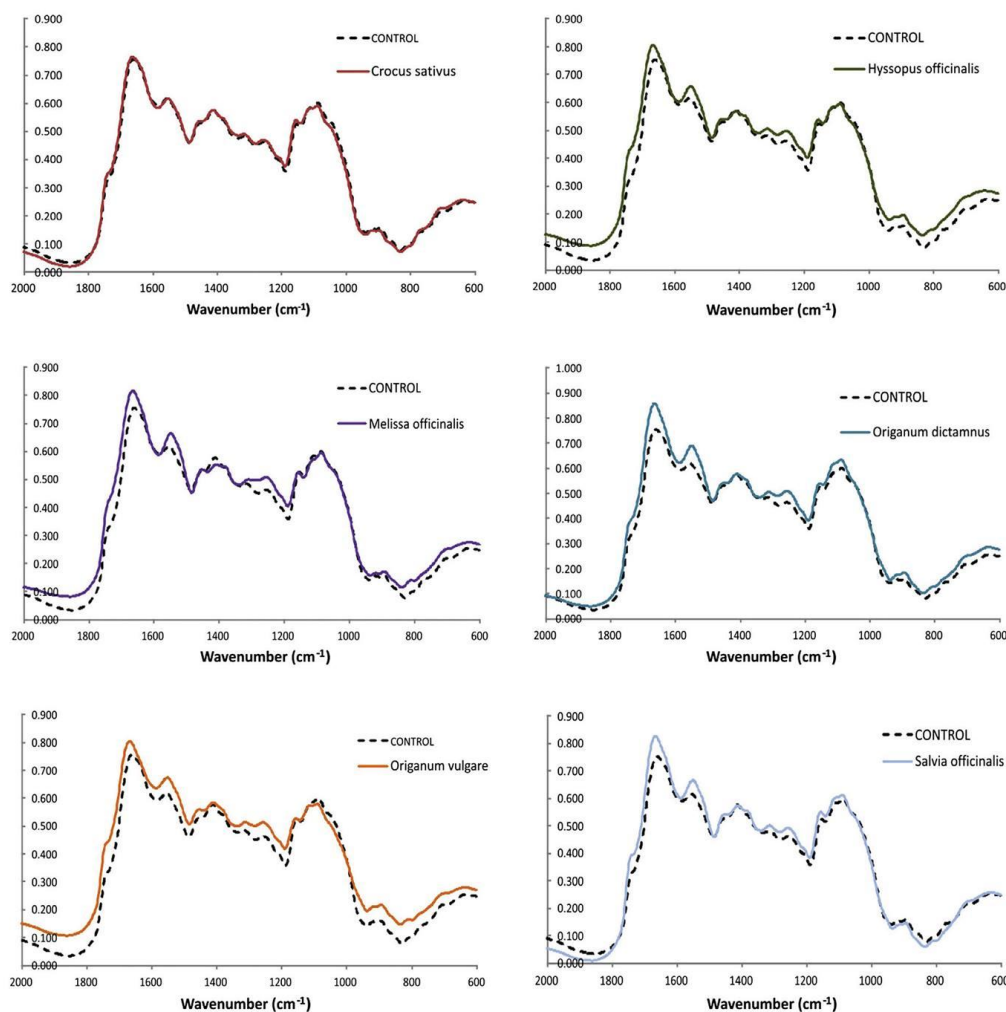 0.900
0.800
0.700
0.600
0.500
0.400
0.300
0.200
0.100
0.000
CONTROL
Crocus sativus
2000 1800 1600 1400 1200 1000 800 600
Wavenumber (cm-1)
0.900
0.800
0.700
0.600
0.500
0.400
0.300
0.200
0.100
0.000
CONTROL
Hyssopus officinalis
2000 1800 1600 1400 1200 1000 800 600
Wavenumber (cm-1)
0.900
0.800
0.700
0.600
0.500
0.400
0.300
0.200
0.100
0.000
CONTROL
Melissa officinalis
2000 1800 1600 1400 1200 1000 800 600
Wavenumber (cm-1)
1.000
0.900
0.800
0.700
0.600
0.500
0.400
0.300
0.200
0.100
0.000
CONTROL
Origanum dictamnus
2000 1800 1600 1400 1200 1000 800 600
Wavenumber (cm-1)
0.900
0.800
0.700
0.600
0.500
0.400
0.300
0.200
0.100
0.000
CONTROL
Origanum vulgare
2000 1800 1600 1400 1200 1000 800 600
Wavenumber (cm-1)
0.900
0.800
0.700
0.600
0.500
0.400
0.300
0.200
0.100
0.000
CONTROL
Salvia officinalis
2000 1800 1600 1400 1200 1000 800 600
Wavenumber (cm-1)